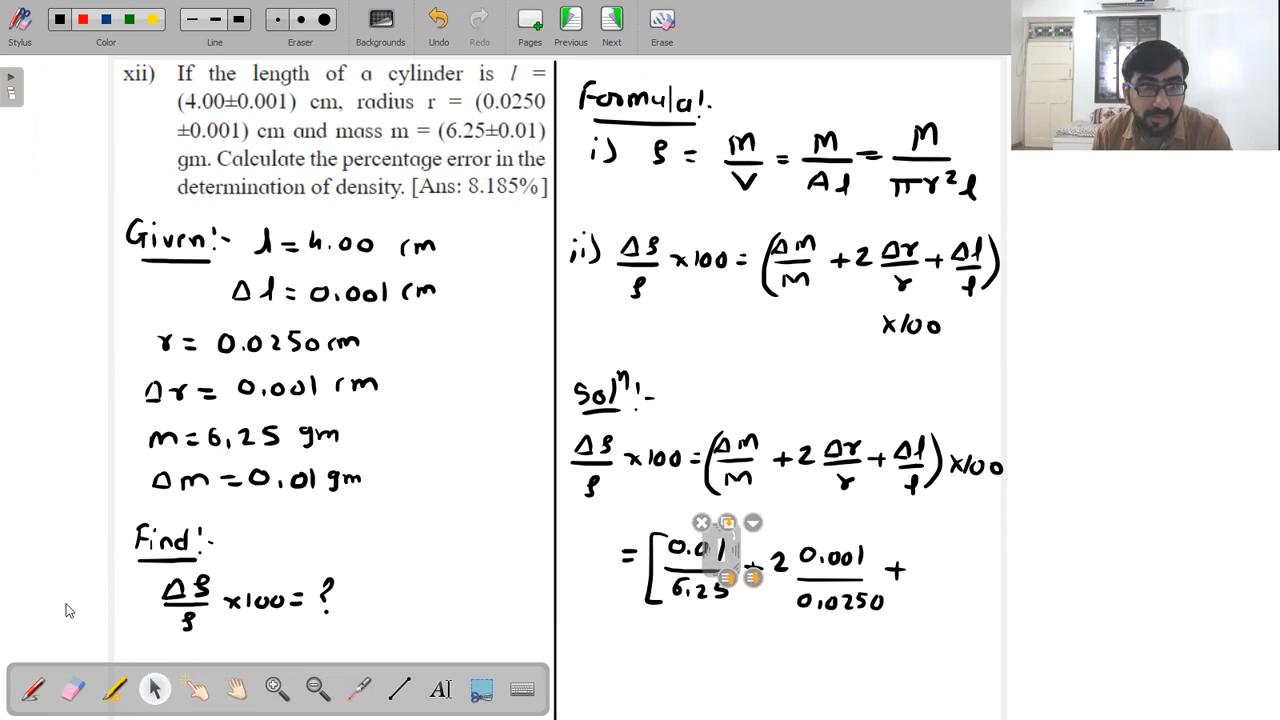 Stylus
Color
Line
Eraser
Backgrounds
Undo
Redo
Pages
Previous
Next
Erase
xii) If the length of a cylinder is l =
(4.00±0.001) cm, radius r = (0.0250
±0.001) cm and mass m = (6.25±0.01)
gm. Calculate the percentage error in the
determination of density. [Ans: 8.185%]
Given:- l = 4.00 cm
Δl = 0.001 cm
r = 0.0250 cm
Δr = 0.001 cm
m = 6.25 gm
Δm = 0.01 gm
Find:-
Δρ/ρ ×100 = ?
Formula:
i) ρ = m/V = m/Al = m/πr²l
ii) Δρ/ρ ×100 = (Δm/m + 2 Δr/r + Δl/l)
×100
Solⁿ:-
Δρ/ρ ×100 = (Δm/m + 2 Δr/r + Δl/l) ×100
= [0.01/6.25 + 2 0.001/0.0250 +